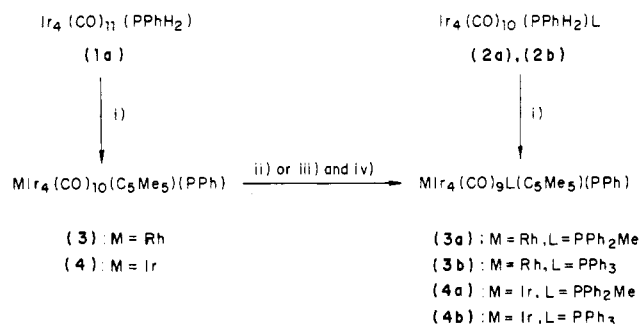 Ir4(CO)11(PPhH2) Ir4(CO)10(PPhH2)L
(1a) (2a),(2b)
i) i)
MIr4(CO)10(C5Me5)(PPh) ii) or iii) and iv) MIr4(CO)9L(C5Me5)(PPh)
(3): M = Rh (3a): M = Rh, L = PPh2Me
(4): M = Ir (3b): M = Rh, L = PPh3
(4a): M = Ir, L = PPh2Me
(4b): M = Ir, L = PPh3